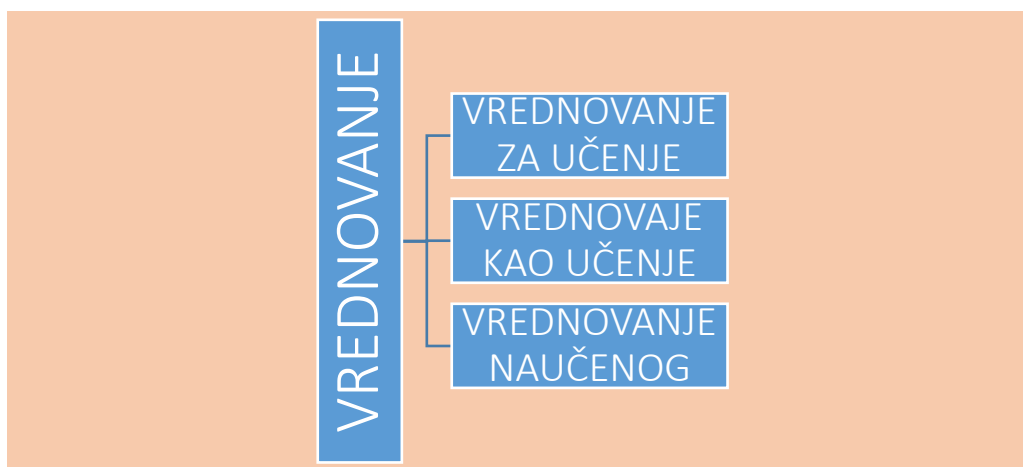 VREDNOVANJE
VREDNOVANJE
ZA UČENJE
VREDNOVAJE
KAO UČENJE
VREDNOVANJE
NAUČENOG